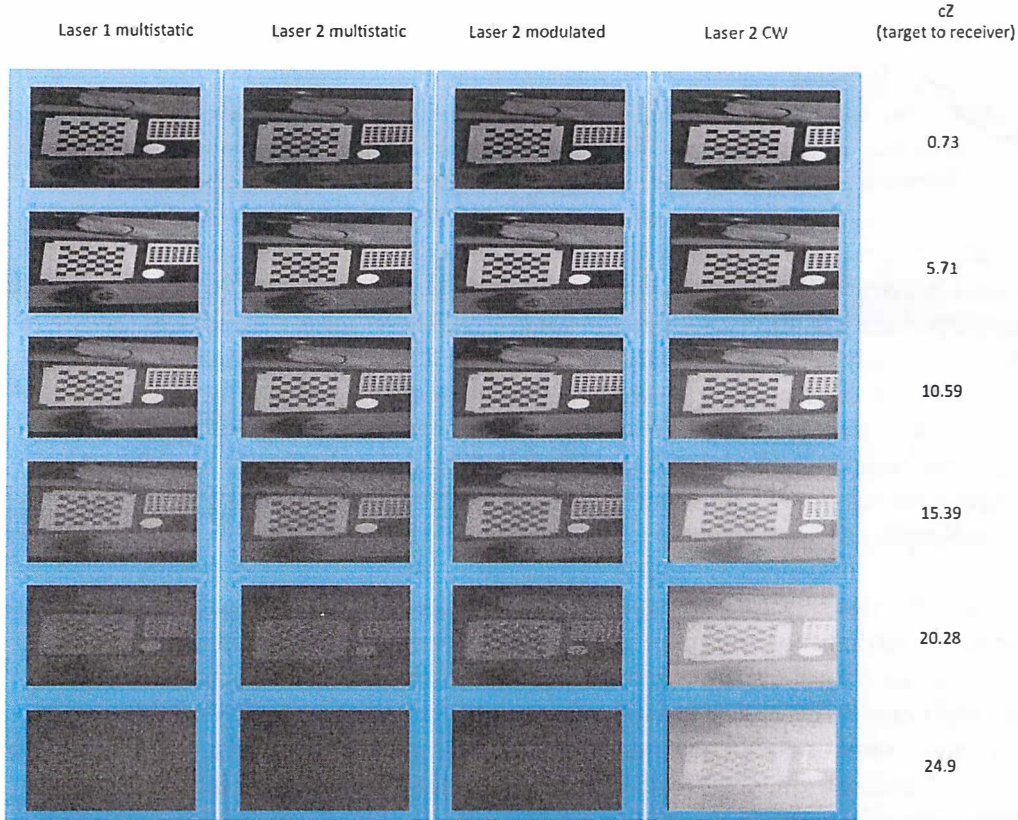 Laser 1 multistatic
Laser 2 multistatic
Laser 2 modulated
Laser 2 CW
cZ
(target to receiver)
0.73
5.71
10.59
15.39
20.28
24.9